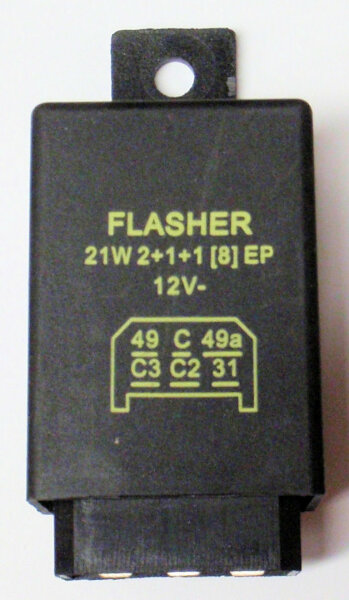 FLASHER
21W 2+1+1 [8] EP
12V-
49 C 49a
C3 C2 31